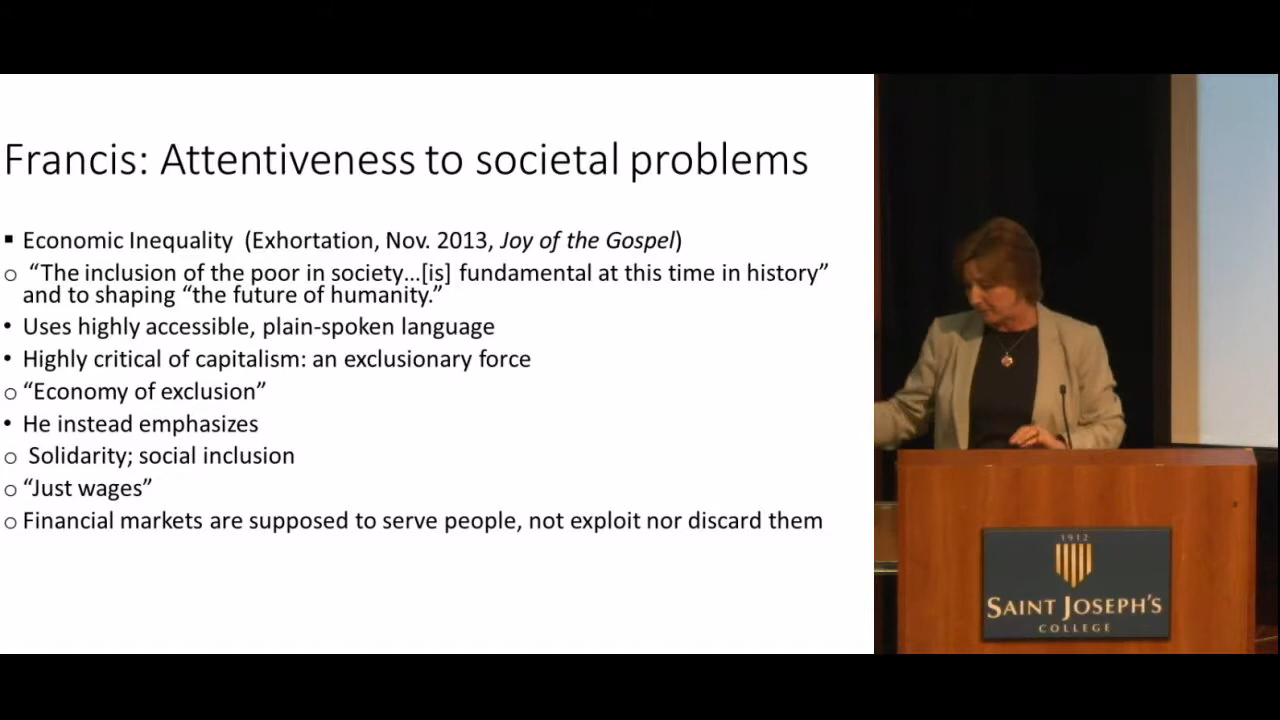 Francis: Attentiveness to societal problems
▪ Economic Inequality (Exhortation, Nov. 2013, Joy of the Gospel)
o “The inclusion of the poor in society...[is] fundamental at this time in history”
and to shaping “the future of humanity.”
• Uses highly accessible, plain-spoken language
• Highly critical of capitalism: an exclusionary force
o “Economy of exclusion”
• He instead emphasizes
o Solidarity; social inclusion
o “Just wages”
o Financial markets are supposed to serve people, not exploit nor discard them
1912
SAINT JOSEPH'S
COLLEGE